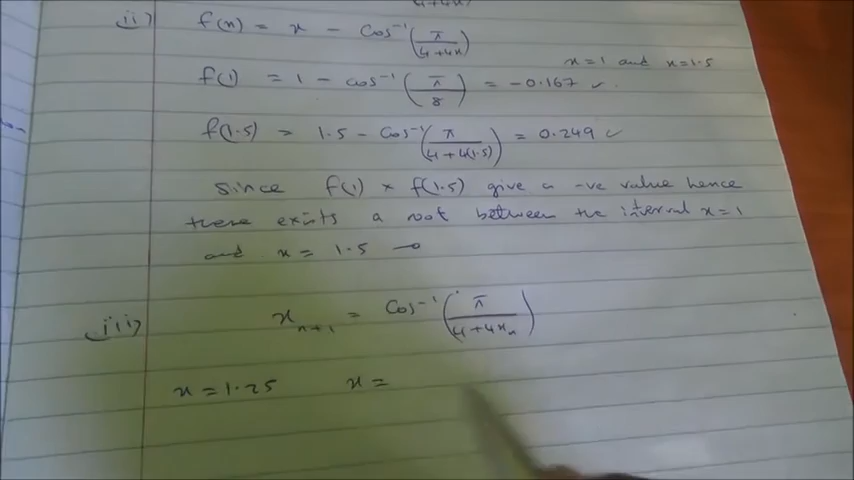 4+4x
ii) f(x) = x - Cos⁻¹(π/4+4x)
x=1 and x=1.5
f(1) = 1 - cos⁻¹(π/8) = -0.167 ✓.
f(1.5) = 1.5 - Cos⁻¹(π/4+4(1.5)) = 0.249 ✓
Since f(1) × f(1.5) give a -ve value hence
there exists a root between the interval x=1
and x = 1.5
iii) xₙ₊₁ = Cos⁻¹(π/4+4xₙ)
x = 1.25 x =